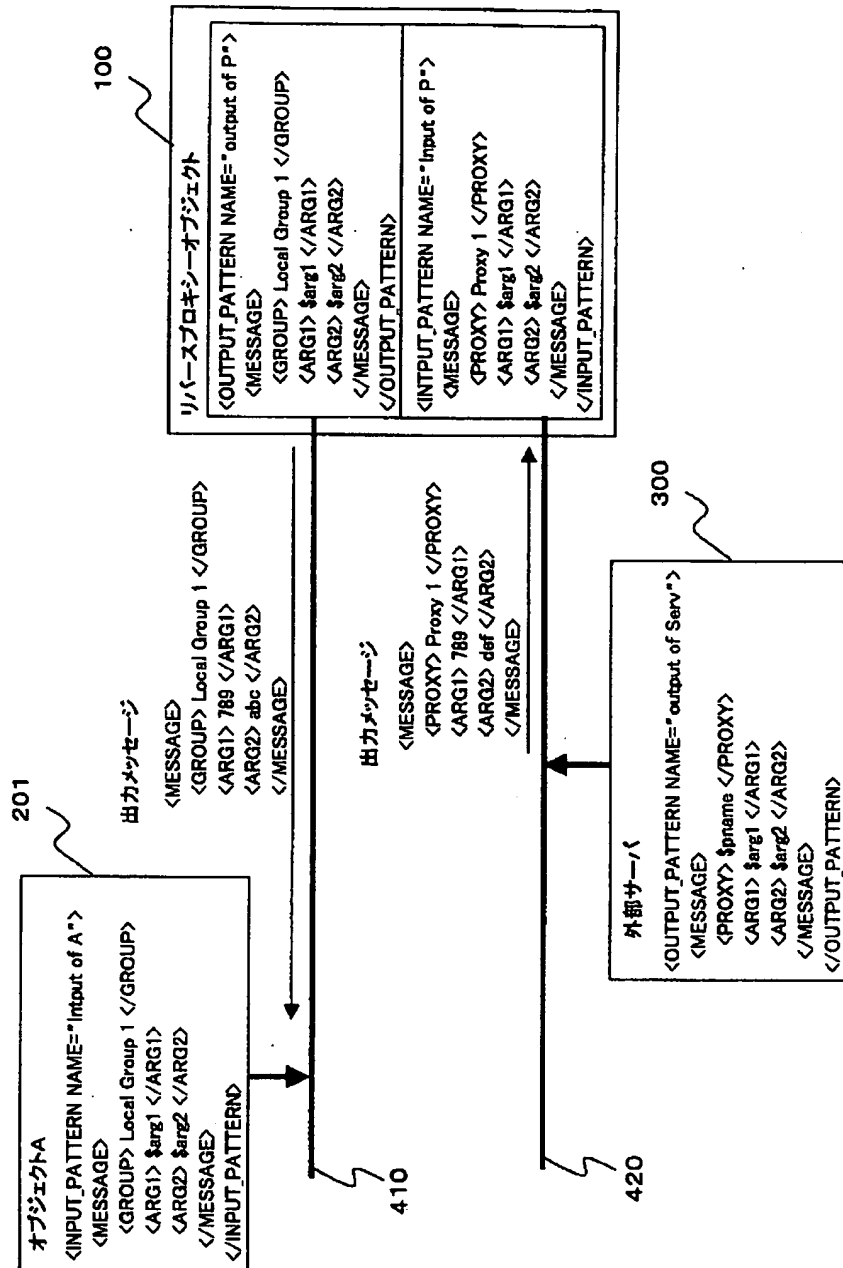 オブジェクトA
<INPUT_PATTERN NAME="Intput of A">
<MESSAGE>
<GROUP> Local Group 1 </GROUP>
<ARG1> $arg1 </ARG1>
<ARG2> $arg2 </ARG2>
</MESSAGE>
</INPUT_PATTERN>
201
出力メッセージ
<MESSAGE>
<GROUP> Local Group 1 </GROUP>
<ARG1> 789 </ARG1>
<ARG2> abc </ARG2>
</MESSAGE>
100
リバースプロキシーオブジェクト
<OUTPUT_PATTERN NAME="output of P">
<MESSAGE>
<GROUP> Local Group 1 </GROUP>
<ARG1> $arg1 </ARG1>
<ARG2> $arg2 </ARG2>
</MESSAGE>
</OUTPUT_PATTERN>
<INTPUT_PATTERN NAME="Input of P">
<MESSAGE>
<PROXY> Proxy 1 </PROXY>
<ARG1> $arg1 </ARG1>
<ARG2> $arg2 </ARG2>
</MESSAGE>
</INPUT_PATTERN>
410
出力メッセージ
<MESSAGE>
<PROXY> Proxy 1 </PROXY>
<ARG1> 789 </ARG1>
<ARG2> def </ARG2>
</MESSAGE>
420
300
外部サーバ
<OUTPUT_PATTERN NAME="output of Serv">
<MESSAGE>
<PROXY> $pname </PROXY>
<ARG1> $arg1 </ARG1>
<ARG2> $arg2 </ARG2>
</MESSAGE>
</OUTPUT_PATTERN>